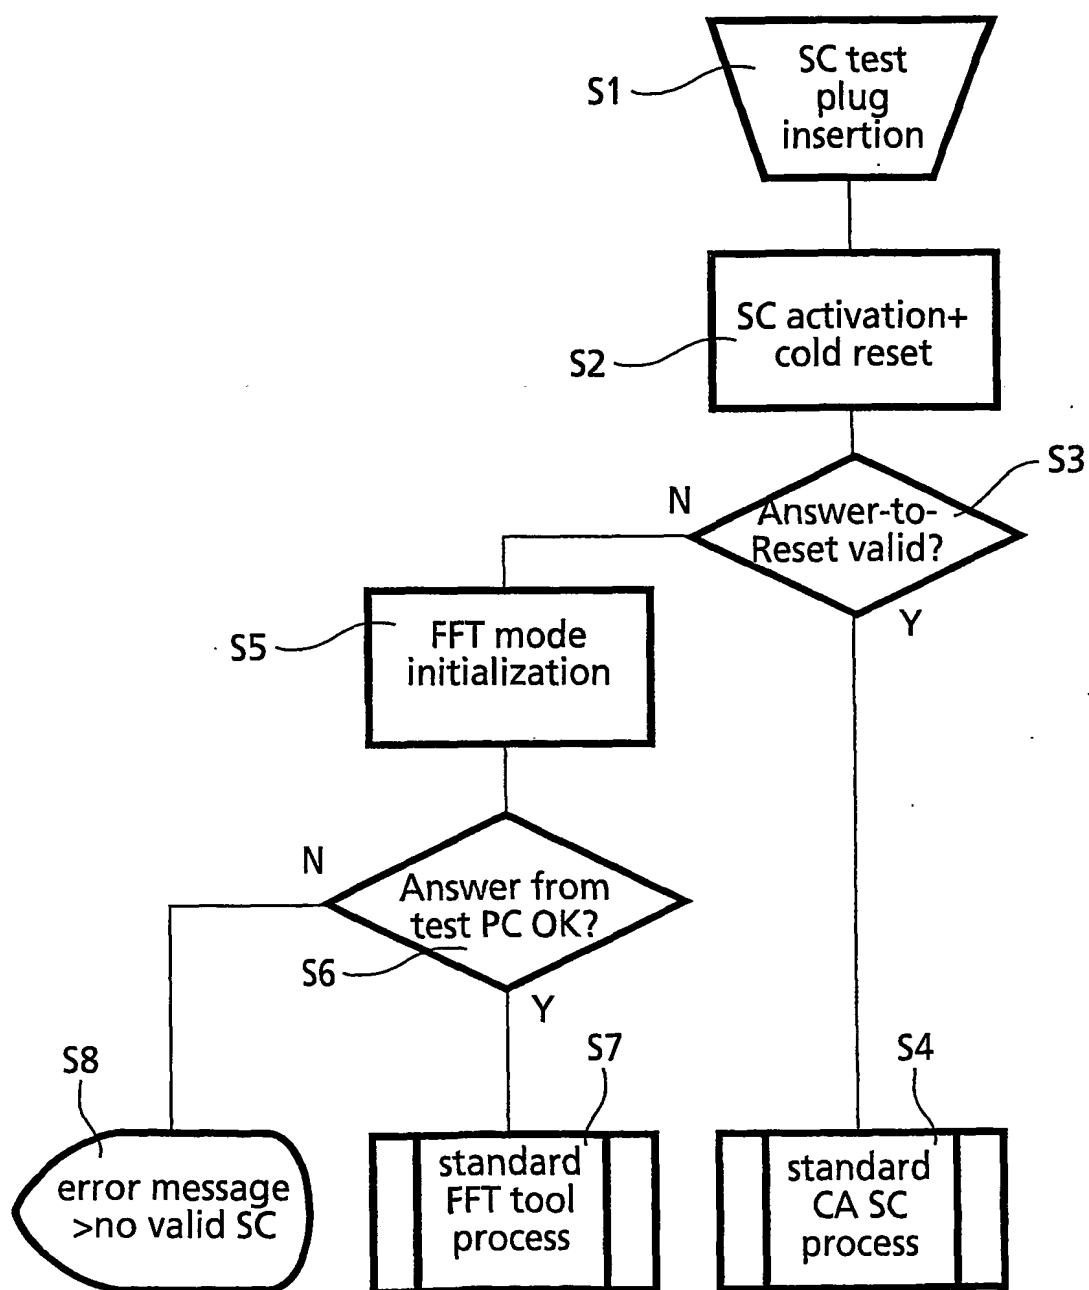 SC test
plug
insertion
S1
SC activation+
cold reset
S2
S3
N
Answer-to-
Reset valid?
Y
S5
FFT mode
initialization
N
Answer from
test PC OK?
S6
Y
S8
S7
S4
error message
>no valid SC
standard
FFT tool
process
standard
CA SC
process